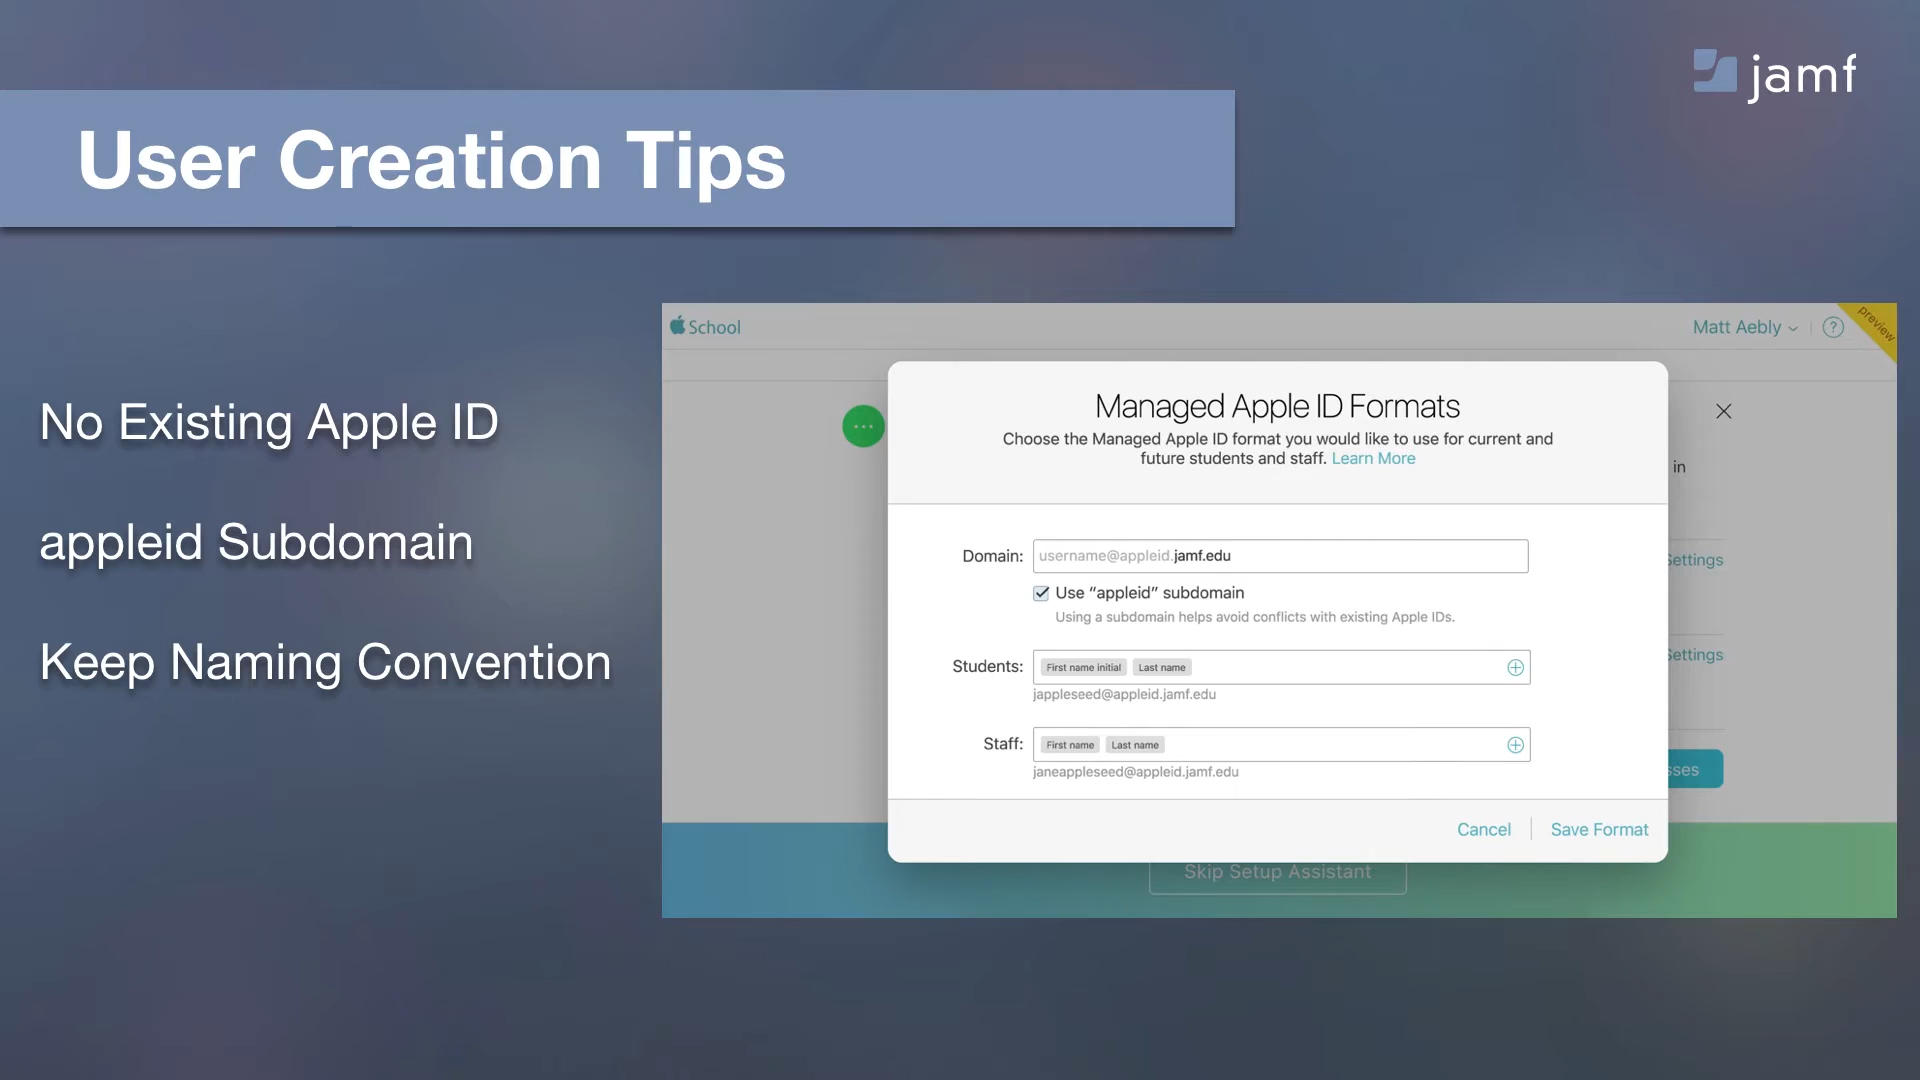 jamf
User Creation Tips
No Existing Apple ID
appleid Subdomain
Keep Naming Convention
School
Matt Aebly
?
preview
Managed Apple ID Formats
Choose the Managed Apple ID format you would like to use for current and
future students and staff. Learn More
in
Domain: username@appleid.jamf.edu
Settings
Use “appleid” subdomain
Using a subdomain helps avoid conflicts with existing Apple IDs.
Students: First name initial Last name
Settings
jappleseed@appleid.jamf.edu
Staff: First name Last name
janeappleseed@appleid.jamf.edu
Cancel Save Format
Skip Setup Assistant